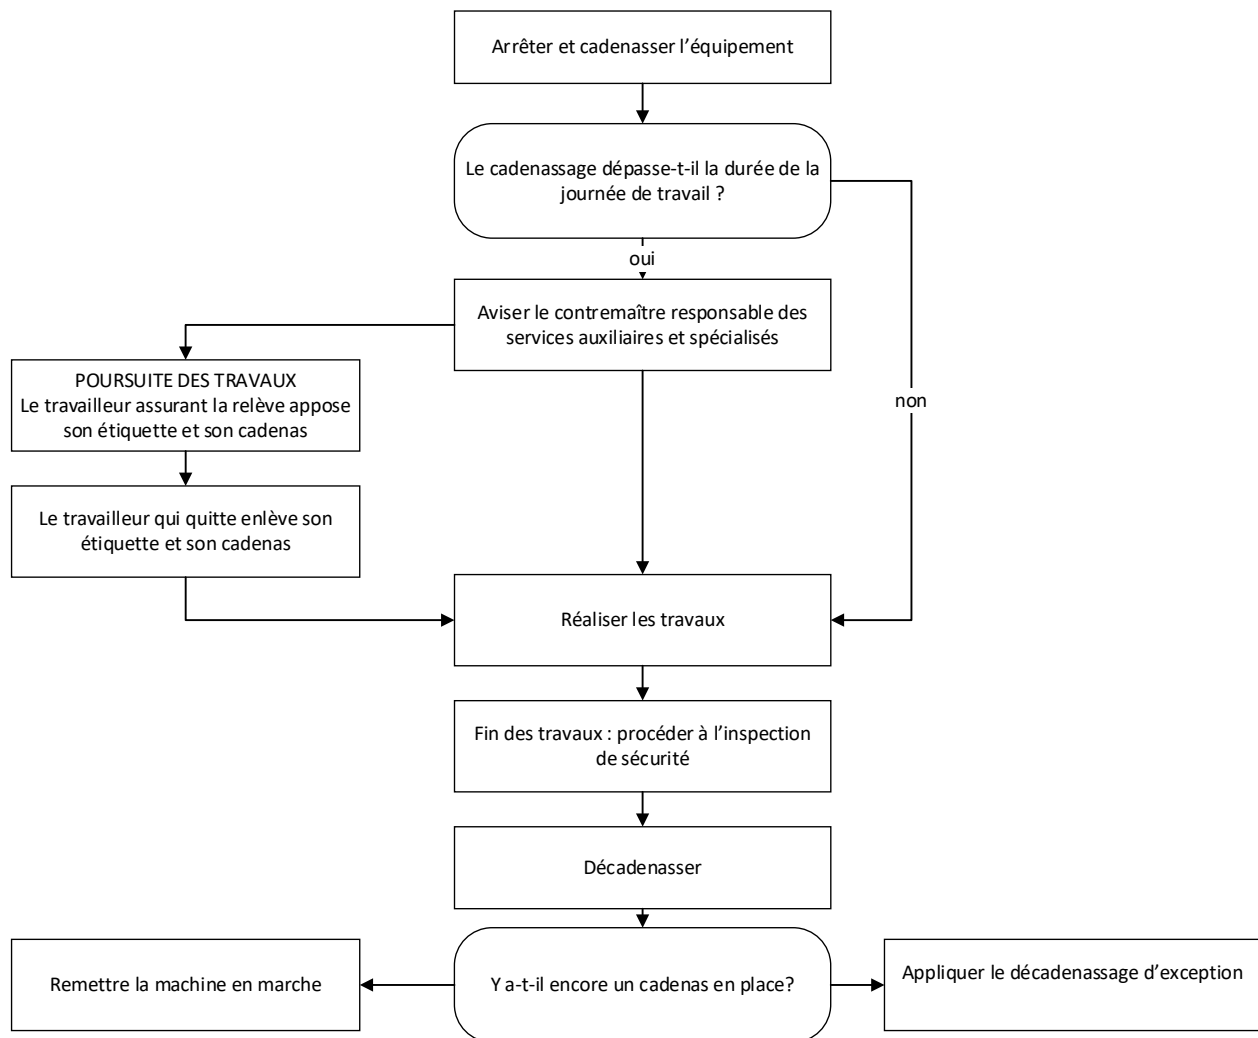 Arrêter et cadenasser l’équipement
Le cadenassage dépasse-t-il la durée de la
journée de travail ?
oui
Aviser le contremaître responsable des
services auxiliaires et spécialisés
POURSUITE DES TRAVAUX
Le travailleur assurant la relève appose
son étiquette et son cadenas
non
Le travailleur qui quitte enlève son
étiquette et son cadenas
Réaliser les travaux
Fin des travaux : procéder à l’inspection
de sécurité
Décadenasser
Remettre la machine en marche
Y a-t-il encore un cadenas en place?
Appliquer le décadenassage d’exception